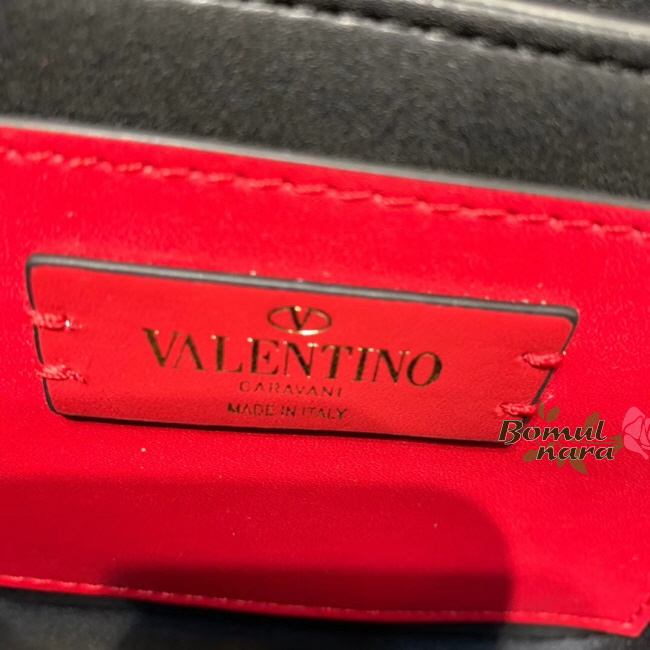 V
VALENTINO
GARAVANI
MADE IN ITALY
Bomul
nara